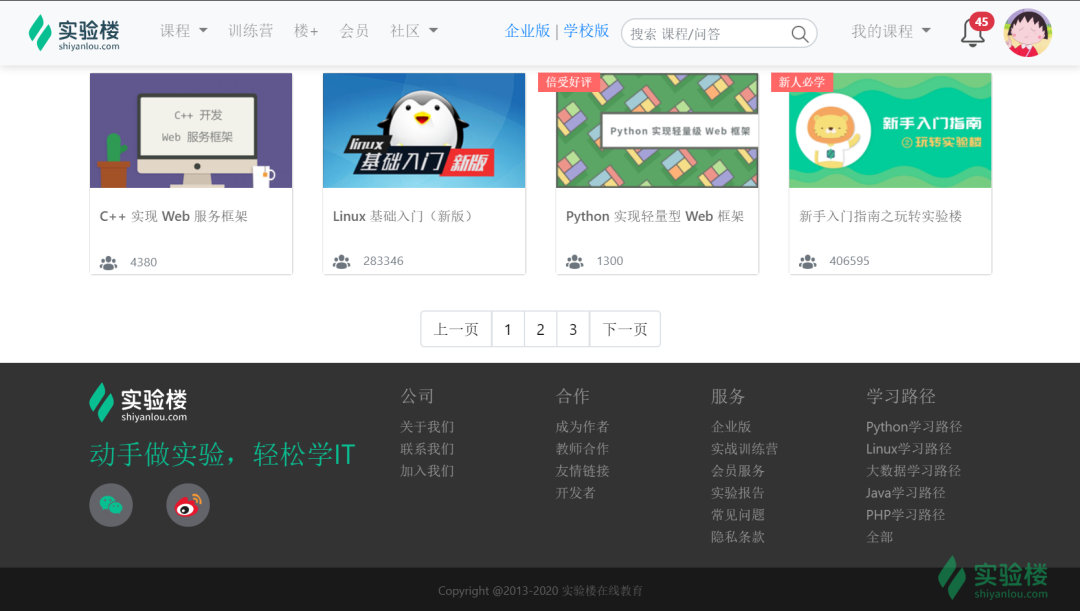 实验楼
shiyanlou.com
课程 训练营 楼+ 会员 社区 企业版 | 学校版 搜索 课程/问答 我的课程 45
C++ 开发
Web 服务框架
linux
基础入门 新版
倍受好评
Python 实现轻量级 Web 框架
新人必学
新手入门指南
②玩转实验楼
C++ 实现 Web 服务框架
4380
Linux 基础入门（新版）
283346
Python 实现轻量型 Web 框架
1300
新手入门指南之玩转实验楼
406595
上一页 1 2 3 下一页
实验楼
shiyanlou.com
动手做实验，轻松学IT
公司
关于我们
联系我们
加入我们
合作
成为作者
教师合作
友情链接
开发者
服务
企业版
实战训练营
会员服务
实验报告
常见问题
隐私条款
学习路径
Python学习路径
Linux学习路径
大数据学习路径
Java学习路径
PHP学习路径
全部
Copyright @2013-2020 实验楼在线教育
实验楼
shiyanlou.com